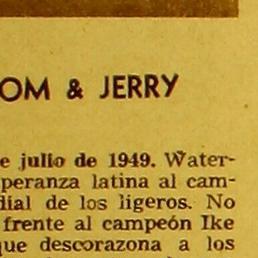 OM & JERRY
e julio de 1949. Water-
peranza latina al cam-
dial de los ligeros. No
frente al campeón Ike
que descorazona a los